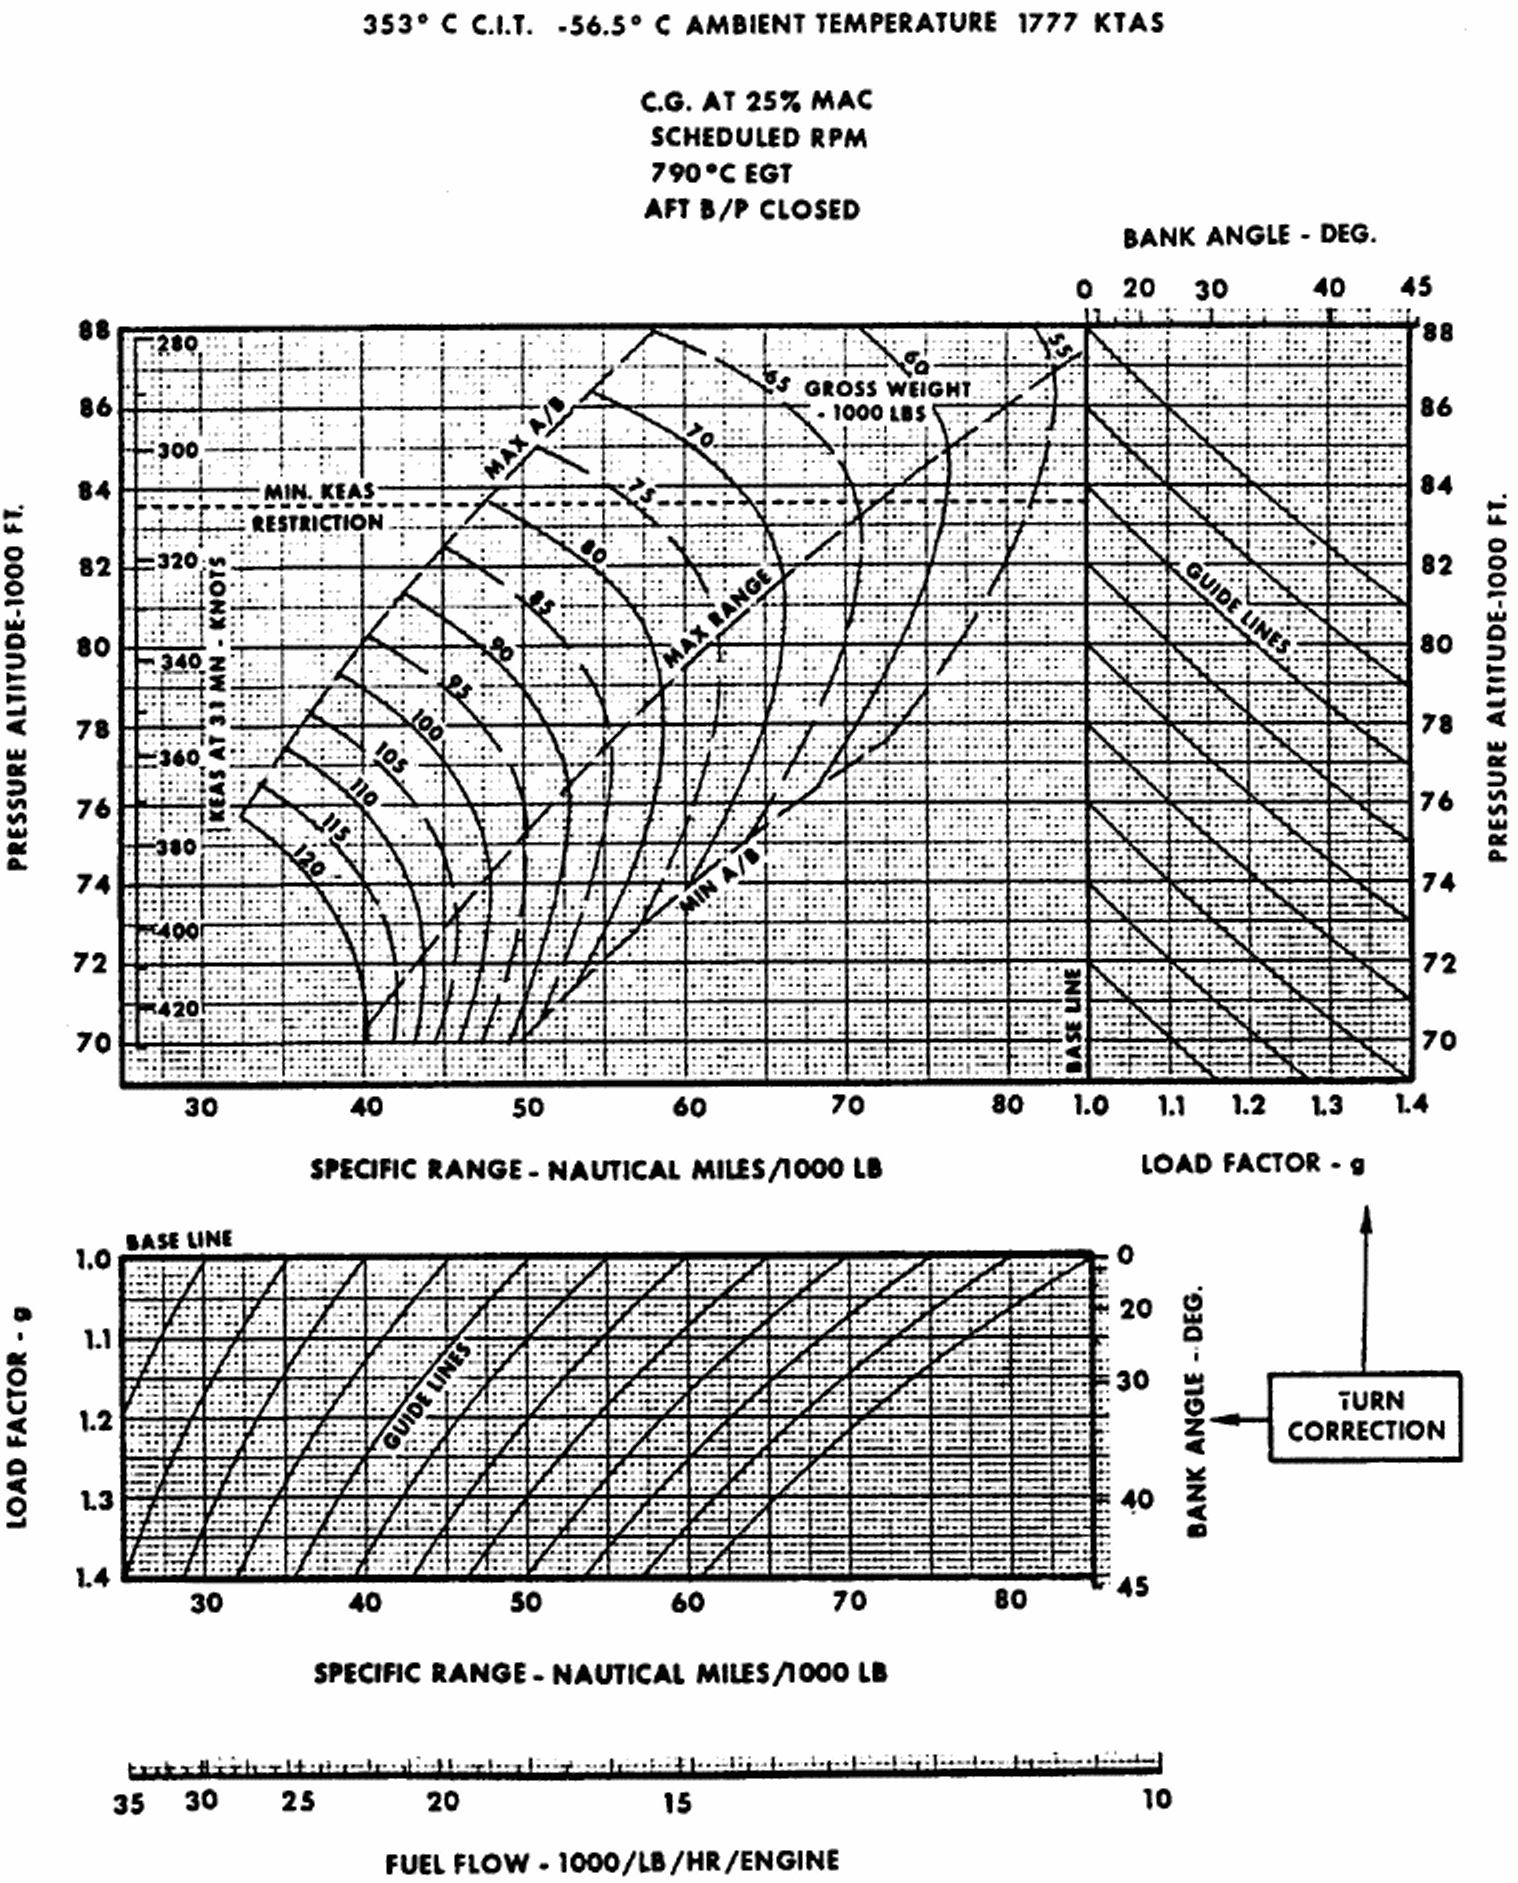 353° C C.I.T. -56.5° C AMBIENT TEMPERATURE 1777 KTAS
C.G. AT 25% MAC
SCHEDULED RPM
790°C EGT
AFT B/P CLOSED
BANK ANGLE - DEG.
0 20 30 40 45
88 86 84 82 80 78 76 74 72 70
PRESSURE ALTITUDE-1000 FT.
280 300 320 340 360 380 400 420
KEAS AT 3.1 MN - KNOTS
MIN. KEAS
RESTRICTION
MAX A/B
MAX RANGE
MIN A/B
GROSS WEIGHT
- 1000 LBS
55 60 65 70 75 80 85 90 95 100 105 110 115 120
GUIDE LINES
BASE LINE
88 86 84 82 80 78 76 74 72 70
PRESSURE ALTITUDE-1000 FT.
30 40 50 60 70 80 1.0 1.1 1.2 1.3 1.4
SPECIFIC RANGE - NAUTICAL MILES/1000 LB
LOAD FACTOR - g
BASE LINE
1.0 1.1 1.2 1.3 1.4
LOAD FACTOR - g
GUIDE LINES
0 20 30 40 45
BANK ANGLE - DEG.
TURN
CORRECTION
30 40 50 60 70 80
SPECIFIC RANGE - NAUTICAL MILES/1000 LB
35 30 25 20 15 10
FUEL FLOW - 1000/LB/HR/ENGINE